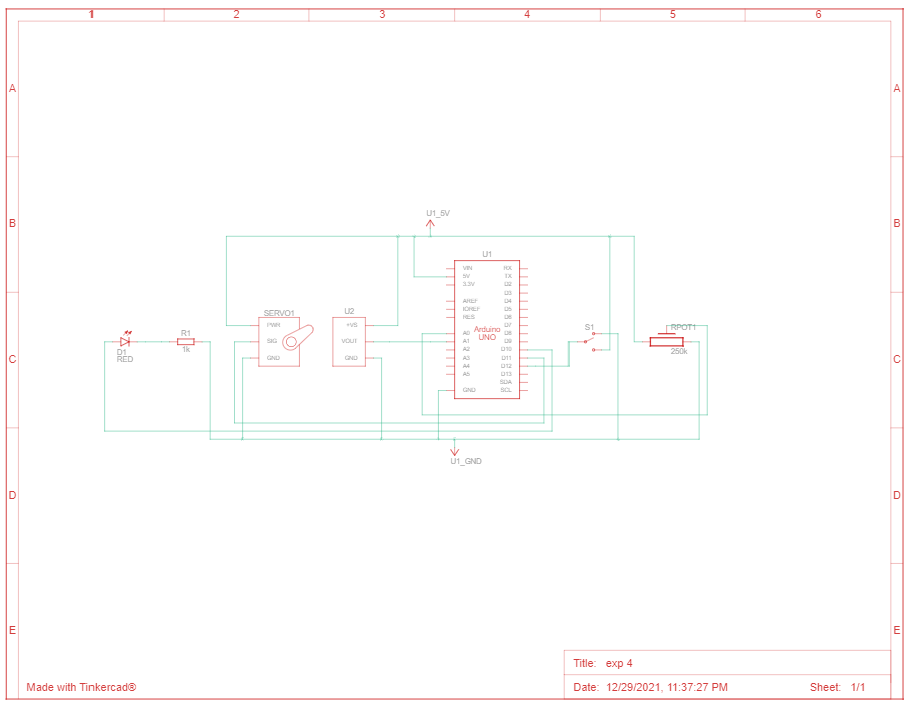 1 2 3 4 5 6
A A
B B
C C
D D
E E
U1_5V
U1
VIN RX
5V TX
3.3V D2
D3
AREF D4
IOREF D5
RES D6
D7
A0 D8
A1 D9
A2 D10
A3 D11
A4 D12
A5 D13
SDA
GND SCL
Arduino
UNO
SERVO1
PWR
SIG
GND
U2
+VS
VOUT
GND
D1
RED
R1
1k
S1
RPOT1
250k
U1_GND
Title: exp 4
Date: 12/29/2021, 11:37:27 PM Sheet: 1/1
Made with Tinkercad®